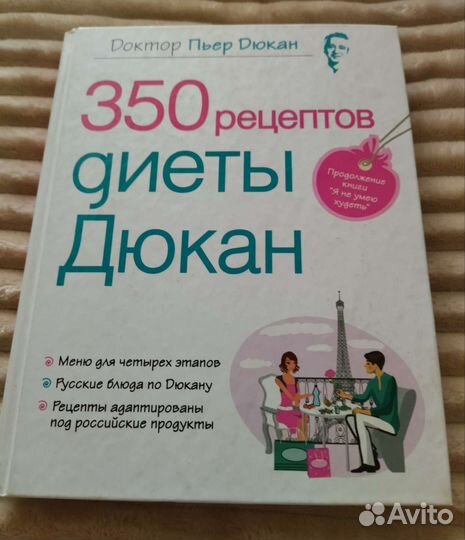 Доктор Пьер Дюкан
350 рецептов
диеты
Дюкан
Продолжение
книги
"Я не умею
худеть"
Меню для четырех этапов
Русские блюда по Дюкану
Рецепты адаптированы
под российские продукты
Avito